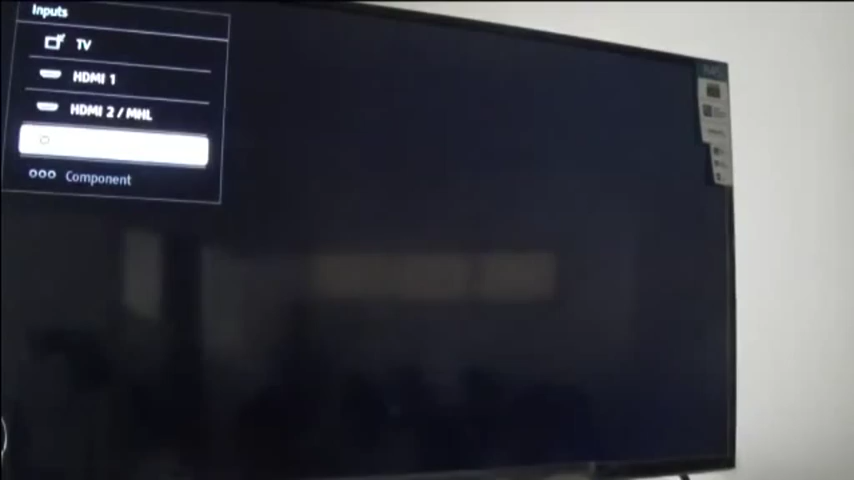 Inputs
TV
HDMI 1
HDMI 2 / MHL
Component